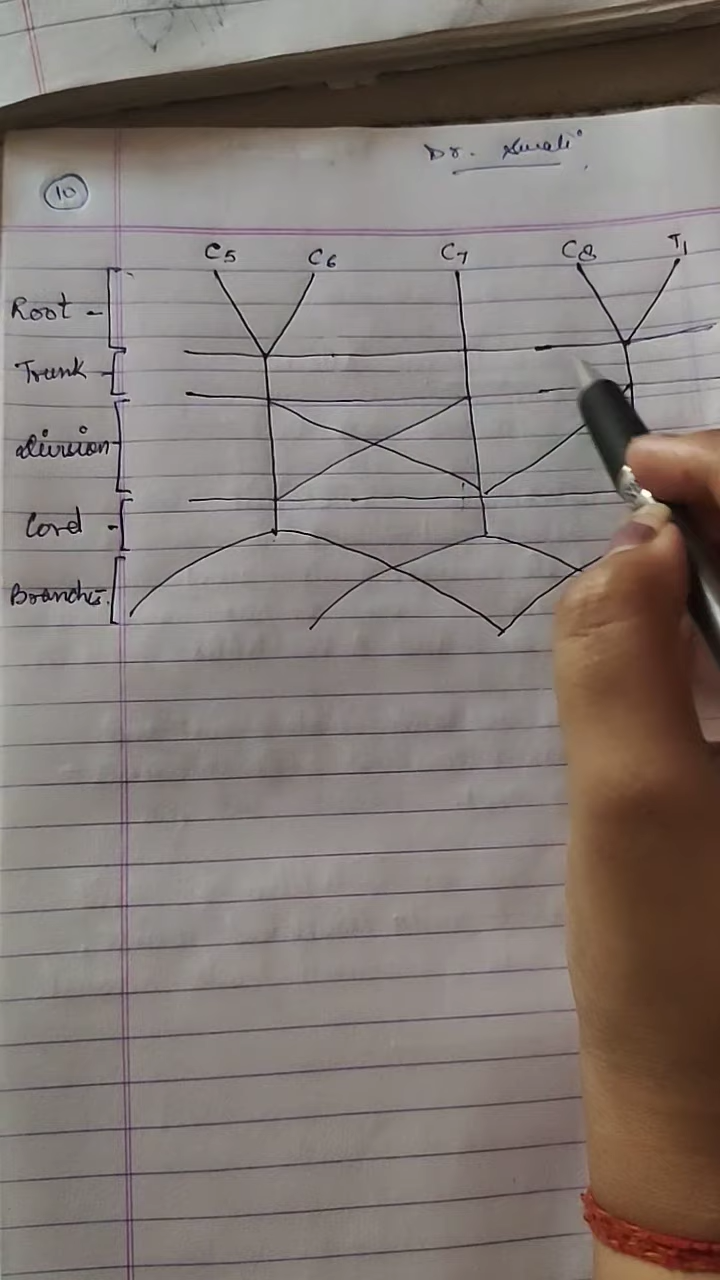 Dr. Swati
10
C5 C6 C7 C8 T1
Root
Trunk
division
Cord
Branches.